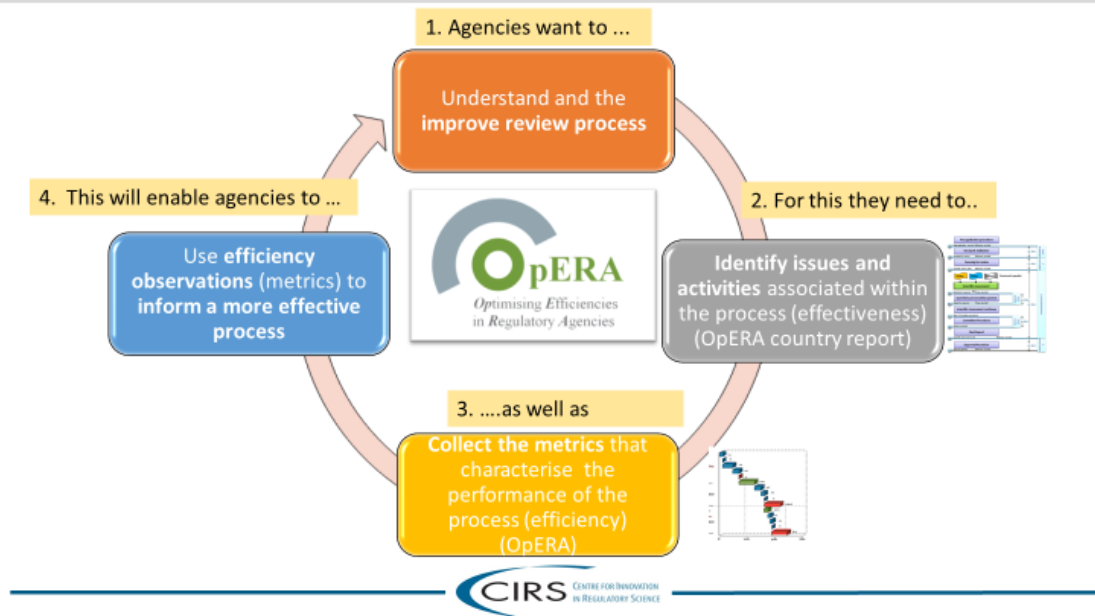 1. Agencies want to ...
Understand and the
improve review process
2. For this they need to..
Identify issues and
activities associated within
the process (effectiveness)
(OpERA country report)
3. ....as well as
Collect the metrics that
characterise the
performance of the
process (efficiency)
(OpERA)
4. This will enable agencies to ...
Use efficiency
observations (metrics) to
inform a more effective
process
OpERA
Optimising Efficiencies
in Regulatory Agencies
CIRS
CENTRE FOR INNOVATION
IN REGULATORY SCIENCE